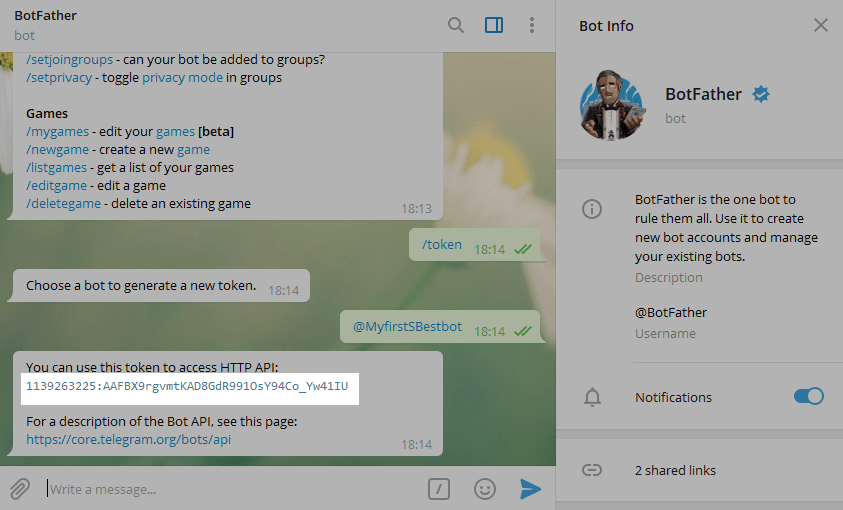 BotFather
bot
/setjoingroups - can your bot be added to groups?
/setprivacy - toggle privacy mode in groups
Games
/mygames - edit your games [beta]
/newgame - create a new game
/listgames - get a list of your games
/editgame - edit a game
/deletegame - delete an existing game
18:13
/token 18:14
Choose a bot to generate a new token. 18:14
@MyfirstSBestbot 18:14
You can use this token to access HTTP API:
1139263225:AAFBX9rgvmtKAD8GdR991OsY94Co_Yw41IU
For a description of the Bot API, see this page:
https://core.telegram.org/bots/api
18:14
Write a message...
Bot Info
BotFather
bot
BotFather is the one bot to
rule them all. Use it to create
new bot accounts and manage
your existing bots.
Description
@BotFather
Username
Notifications
2 shared links